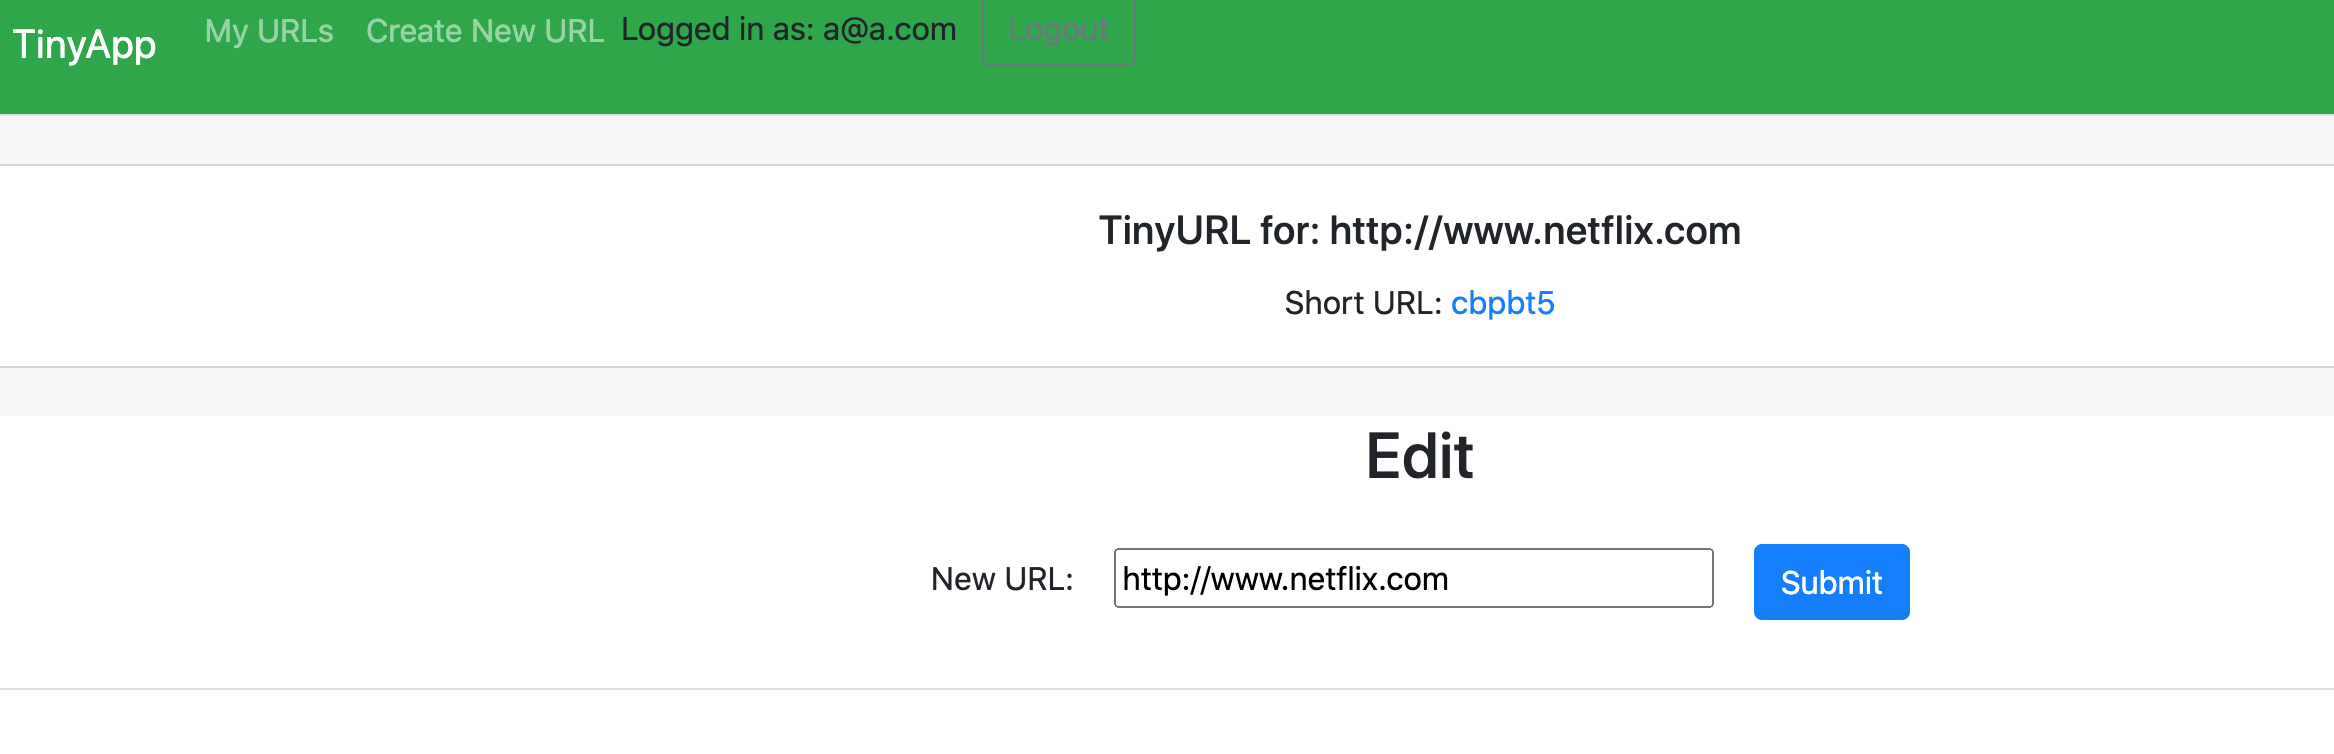 TinyApp My URLs Create New URL Logged in as: a@a.com Logout
TinyURL for: http://www.netflix.com
Short URL: cbpbt5
Edit
New URL: http://www.netflix.com Submit